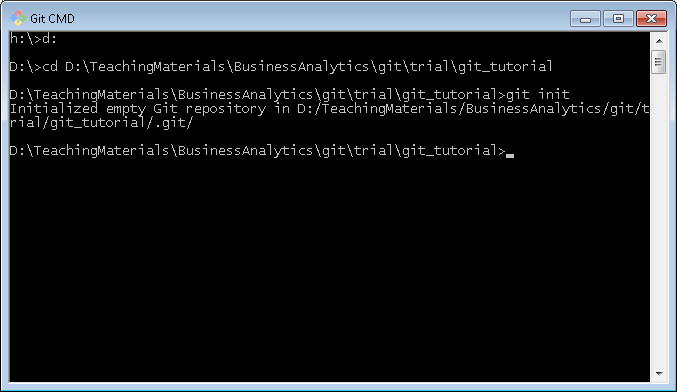 Git CMD
h:\>d:
D:\>cd D:\TeachingMaterials\BusinessAnalytics\git\trial\git_tutorial
D:\TeachingMaterials\BusinessAnalytics\git\trial\git_tutorial>git init
Initialized empty Git repository in D:/TeachingMaterials/BusinessAnalytics/git/t
rial/git_tutorial/.git/
D:\TeachingMaterials\BusinessAnalytics\git\trial\git_tutorial>